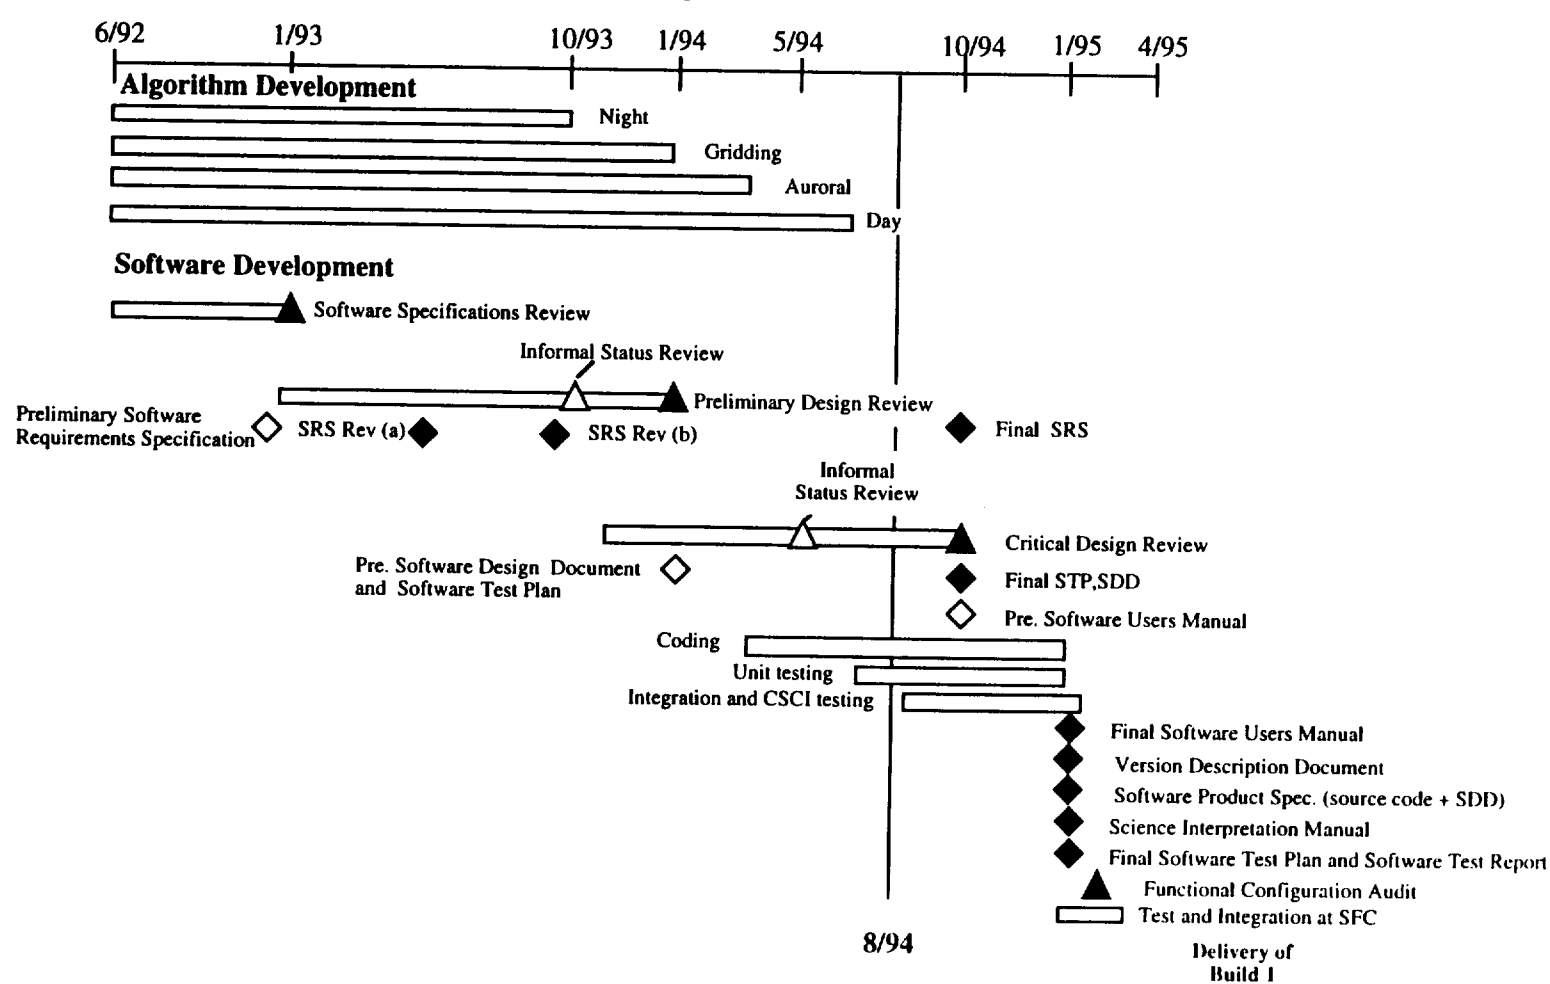 6/92 1/93 10/93 1/94 5/94 10/94 1/95 4/95
Algorithm Development
Night
Gridding
Auroral
Day
Software Development
Software Specifications Review
Informal Status Review
Preliminary Design Review
Preliminary Software
Requirements Specification
SRS Rev (a)
SRS Rev (b)
Final SRS
Informal
Status Review
Critical Design Review
Pre. Software Design Document
and Software Test Plan
Final STP,SDD
Pre. Software Users Manual
Coding
Unit testing
Integration and CSCI testing
Final Software Users Manual
Version Description Document
Software Product Spec. (source code + SDD)
Science Interpretation Manual
Final Software Test Plan and Software Test Report
Functional Configuration Audit
Test and Integration at SFC
8/94
Delivery of
Build 1